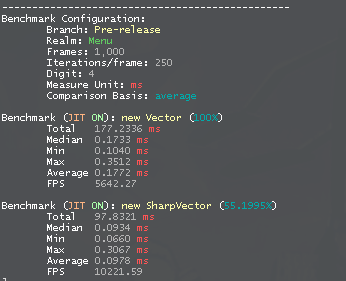 ----------------------------------------------------
Benchmark Configuration:
Branch: Pre-release
Realm: Menu
Frames: 1,000
Iterations/frame: 250
Digit: 4
Measure Unit: ms
Comparison Basis: average
Benchmark (JIT ON): new Vector (100%)
Total 177.2336 ms
Median 0.1733 ms
Min 0.1040 ms
Max 0.3512 ms
Average 0.1772 ms
FPS 5642.27
Benchmark (JIT ON): new SharpVector (55.1995%)
Total 97.8321 ms
Median 0.0934 ms
Min 0.0660 ms
Max 0.3067 ms
Average 0.0978 ms
FPS 10221.59